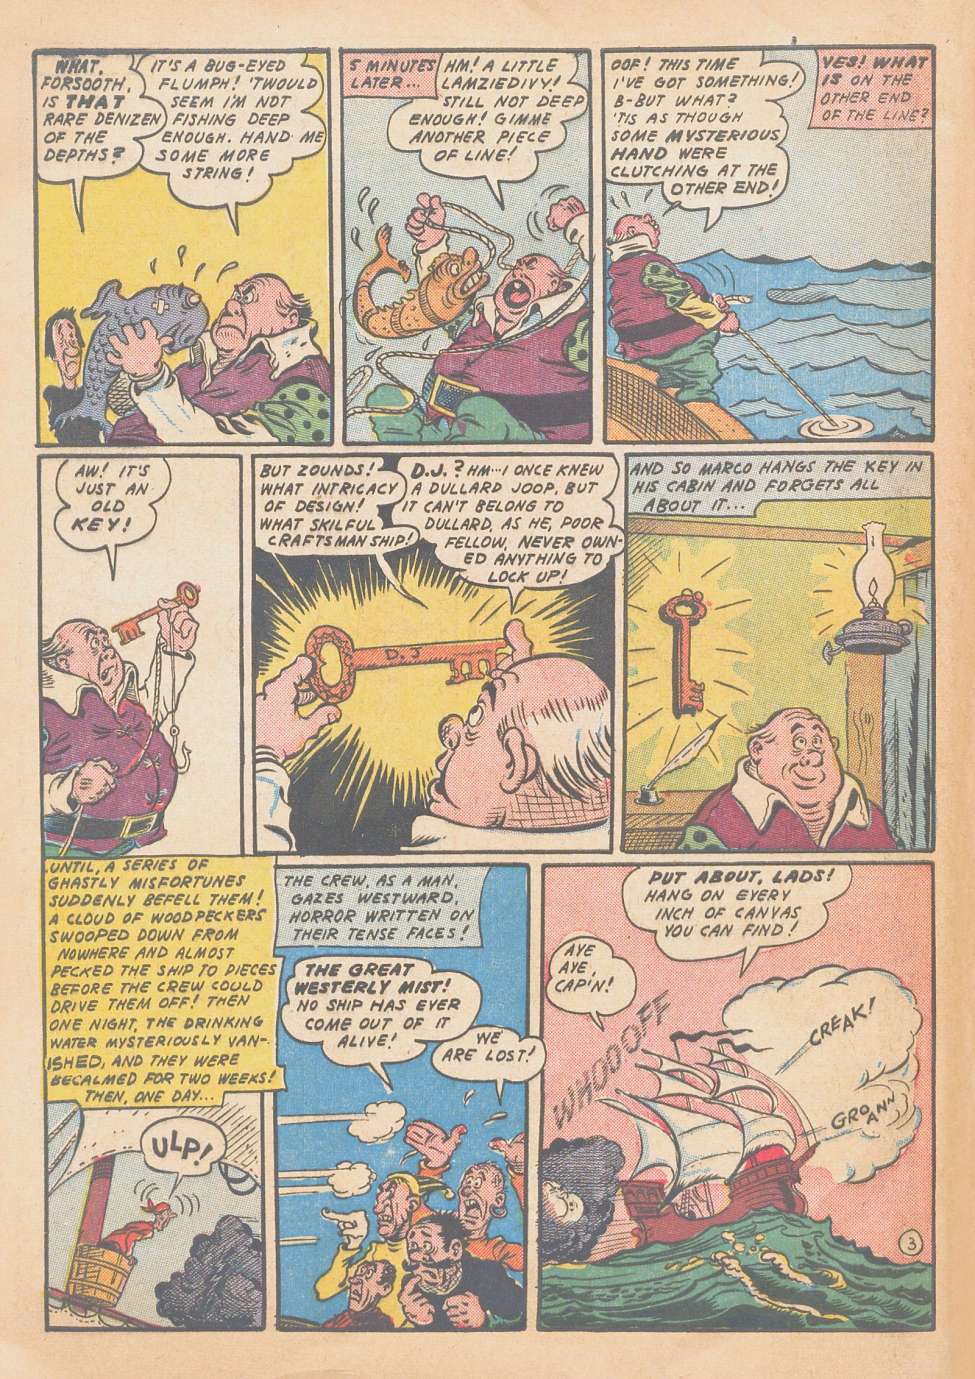 WHAT,
FORSOOTH,
IS THAT
RARE DENIZEN
OF THE
DEPTHS?
IT'S A BUG-EYED
FLUMPH! 'TWOULD
SEEM I'M NOT
FISHING DEEP
ENOUGH. HAND ME
SOME MORE
STRING!
5 MINUTES
LATER...
HM! A LITTLE
LAMZIEDIVY!
STILL NOT DEEP
ENOUGH! GIMME
ANOTHER PIECE
OF LINE!
OOF! THIS TIME
I'VE GOT SOMETHING!
B-BUT WHAT?
'TIS AS THOUGH
SOME MYSTERIOUS
HAND WERE
CLUTCHING AT THE
OTHER END!
YES! WHAT
IS ON THE
OTHER END
OF THE LINE?
AW! IT'S
JUST AN
OLD
KEY!
BUT ZOUNDS!
WHAT INTRICACY
OF DESIGN!
WHAT SKILFUL
CRAFTSMANSHIP!
D.J.? HM...I ONCE KNEW
A DULLARD JOOP, BUT
IT CAN'T BELONG TO
DULLARD, AS HE, POOR
FELLOW, NEVER OWN-
ED ANYTHING TO
LOCK UP!
D.J
AND SO MARCO HANGS THE KEY IN
HIS CABIN AND FORGETS ALL
ABOUT IT...
UNTIL, A SERIES OF
GHASTLY MISFORTUNES
SUDDENLY BEFELL THEM!
A CLOUD OF WOODPECKERS
SWOOPED DOWN FROM
NOWHERE AND ALMOST
PECKED THE SHIP TO PIECES
BEFORE THE CREW COULD
DRIVE THEM OFF! THEN
ONE NIGHT, THE DRINKING
WATER MYSTERIOUSLY VAN-
ISHED, AND THEY WERE
BECALMED FOR TWO WEEKS!
THEN, ONE DAY...
ULP!
THE CREW, AS A MAN,
GAZES WESTWARD,
HORROR WRITTEN ON
THEIR TENSE FACES!
THE GREAT
WESTERLY MIST!
NO SHIP HAS EVER
COME OUT OF IT
ALIVE!
WE
ARE LOST!
PUT ABOUT, LADS!
HANG ON EVERY
INCH OF CANVAS
YOU CAN FIND!
AYE
AYE,
CAP'N!
WHOOOOFF
CREAK!
GROANN
3